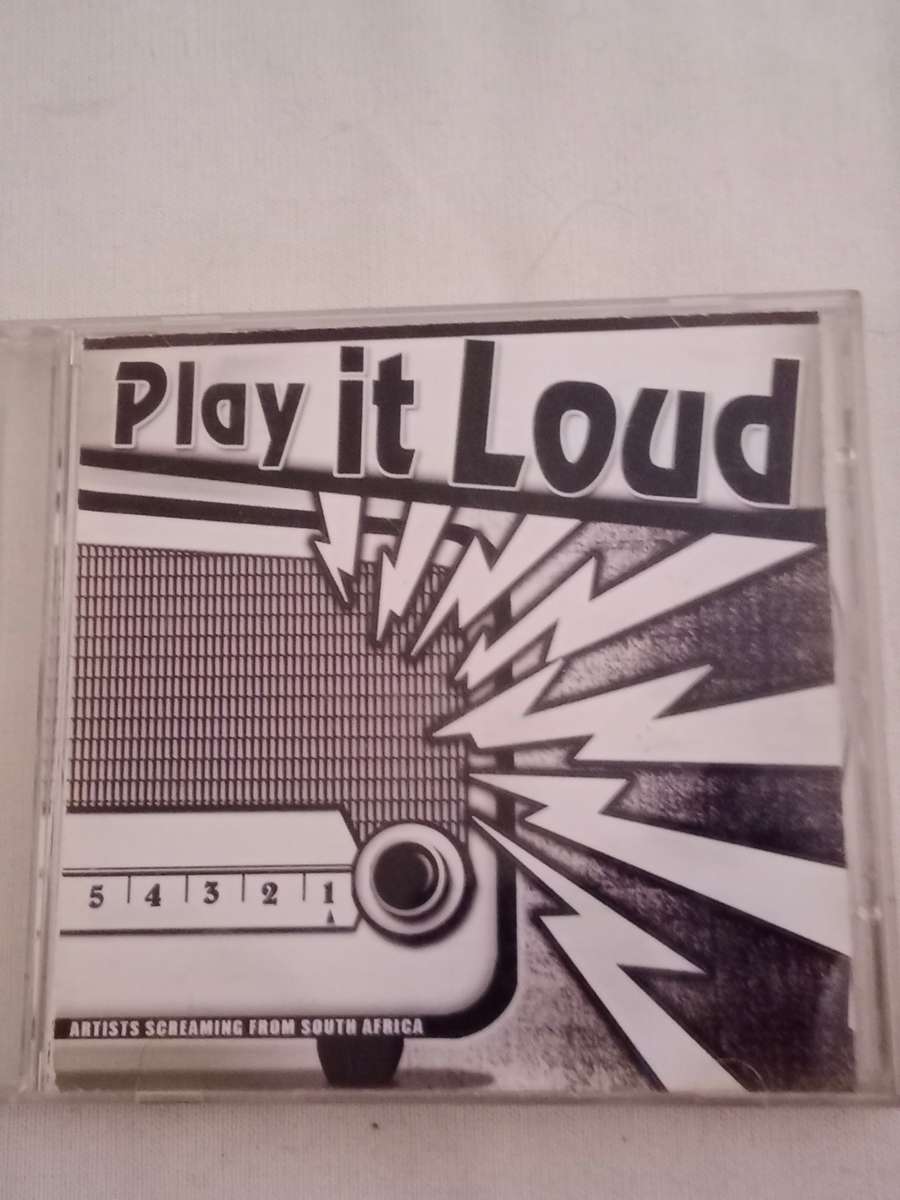 Play it Loud
5 4 3 2 1
ARTISTS SCREAMING FROM SOUTH AFRICA